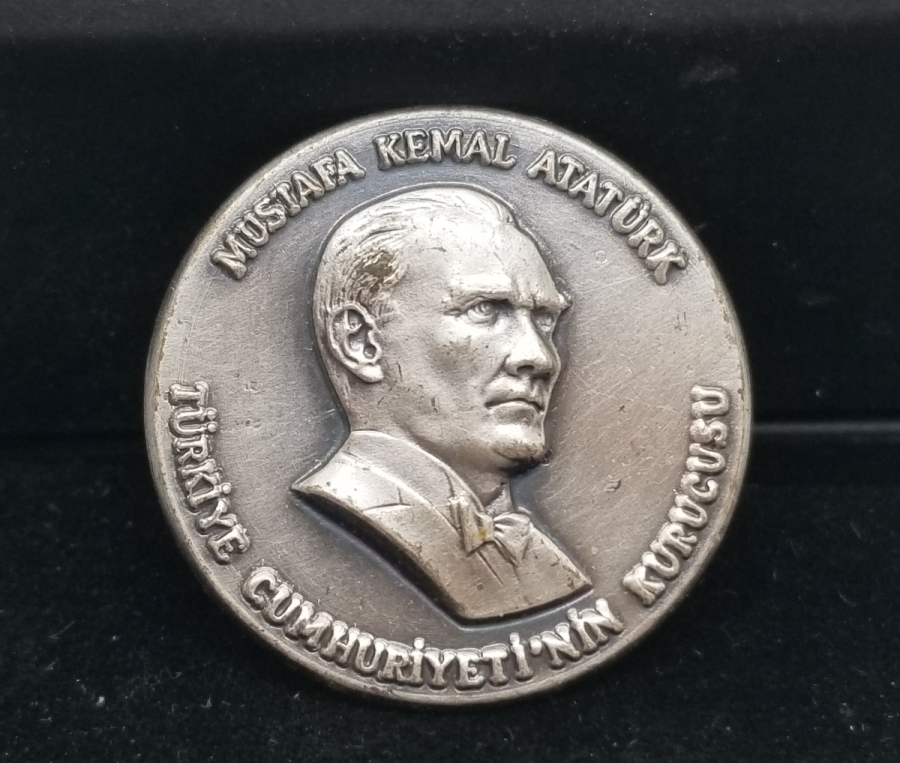 MUSTAFA KEMAL ATATÜRK
TÜRKİYE CUMHURİYETİ'NİN KURUCUSU